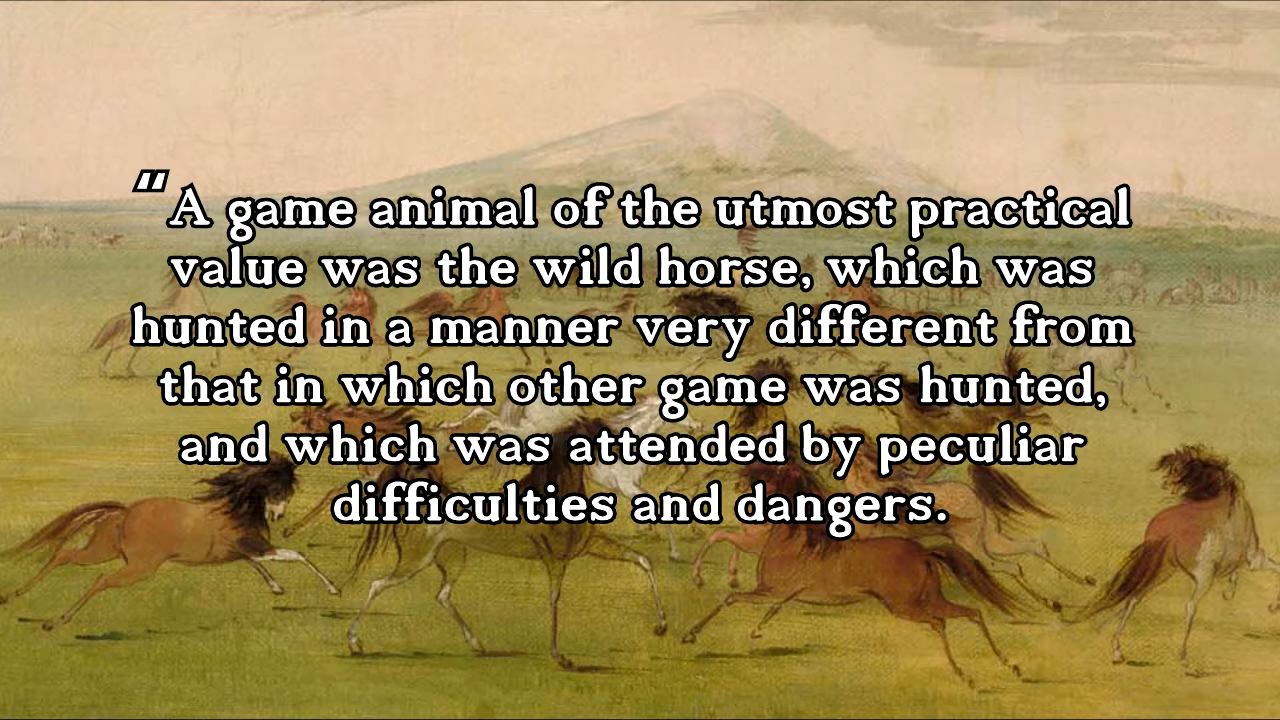 "A game animal of the utmost practical
value was the wild horse, which was
hunted in a manner very different from
that in which other game was hunted,
and which was attended by peculiar
difficulties and dangers.